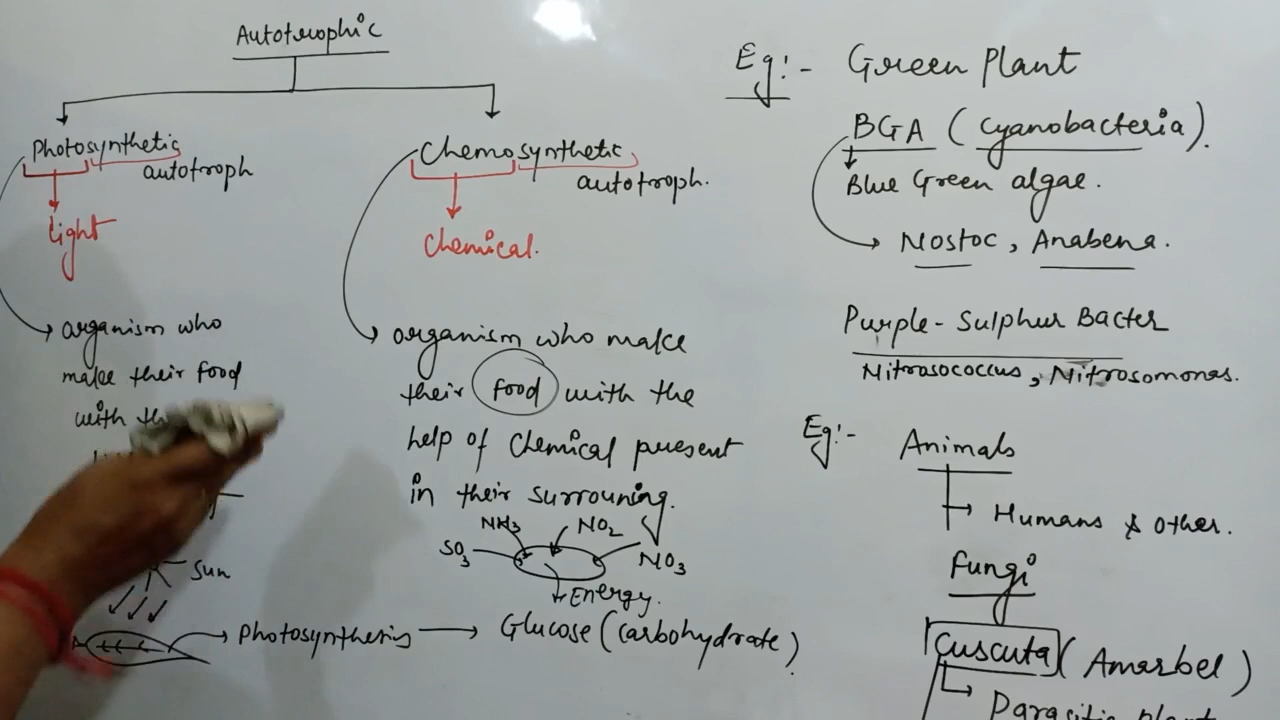 Autotrophic
Photosynthetic
autotroph
light
organism who
make their food
with
Chemosynthetic
autotroph.
Chemical.
organism who make
their food with the
help of Chemical present
in their surrouning.
NH3 NO2
SO3 NO3
Energy.
Sun
Photosynthesis Glucose (carbohydrate)
Eg:- Green Plant
BGA (Cyanobacteria).
Blue Green algae.
Nostoc, Anabena.
Purple-Sulphur Bacter
Nitrosococcus, Nitrosomonas.
Eg:- Animals
Humans & Other.
Fungi
Cuscuta (Amarbel)
Parasitic plant